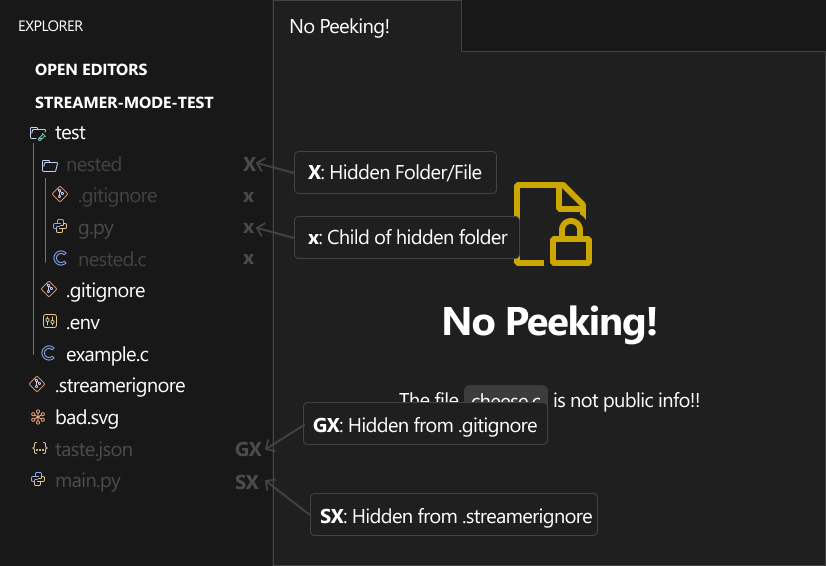 EXPLORER
OPEN EDITORS
STREAMER-MODE-TEST
test
nested X
.gitignore x
g.py x
nested.c x
.gitignore
.env
example.c
.streamerignore
bad.svg
taste.json GX
main.py SX
No Peeking!
X: Hidden Folder/File
x: Child of hidden folder
No Peeking!
The file choose.c is not public info!!
GX: Hidden from .gitignore
SX: Hidden from .streamerignore